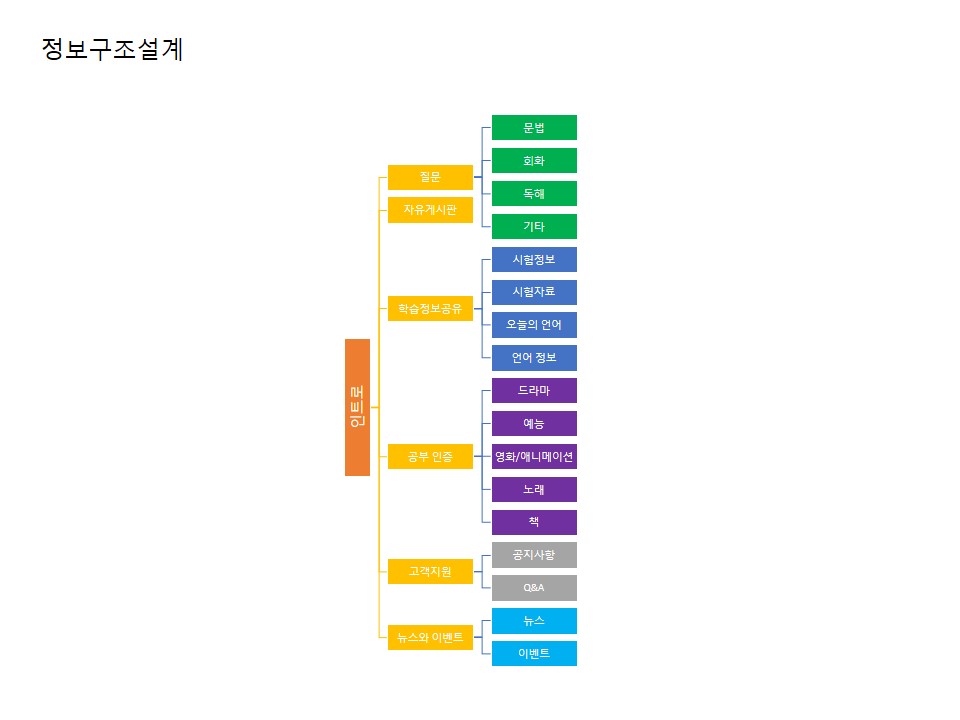 정보구조설계
인트로
질문
문법
회화
독해
기타
자유게시판
학습정보공유
시험정보
시험자료
오늘의 언어
언어 정보
공부 인증
드라마
예능
영화/애니메이션
노래
책
고객지원
공지사항
Q&A
뉴스와 이벤트
뉴스
이벤트